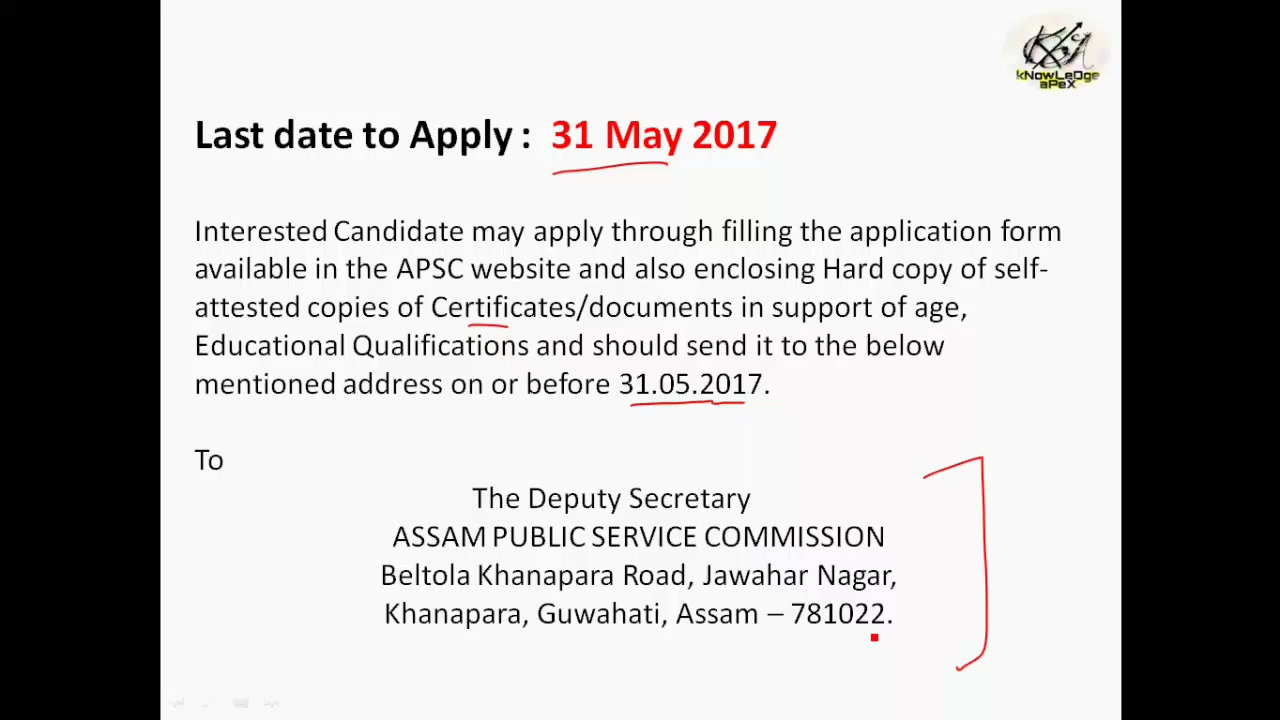 kNowLeDge
aPeX
Last date to Apply : 31 May 2017
Interested Candidate may apply through filling the application form
available in the APSC website and also enclosing Hard copy of self-
attested copies of Certificates/documents in support of age,
Educational Qualifications and should send it to the below
mentioned address on or before 31.05.2017.
To
The Deputy Secretary
ASSAM PUBLIC SERVICE COMMISSION
Beltola Khanapara Road, Jawahar Nagar,
Khanapara, Guwahati, Assam – 781022.